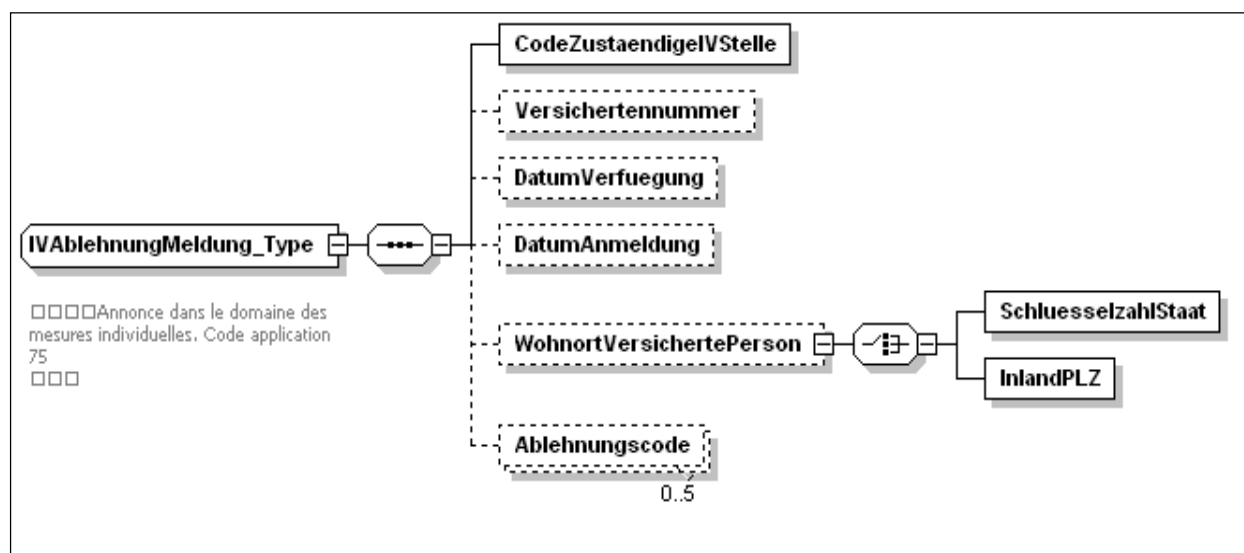 CodeZustaendigeIVStelle
Versichertennummer
DatumVerfuegung
DatumAnmeldung
IVAblehnungMeldung_Type
□□□□Annonce dans le domaine des
mesures individuelles. Code application
75
□□□
WohnortVersichertePerson
SchluesselzahlStaat
InlandPLZ
Ablehnungscode
0..5